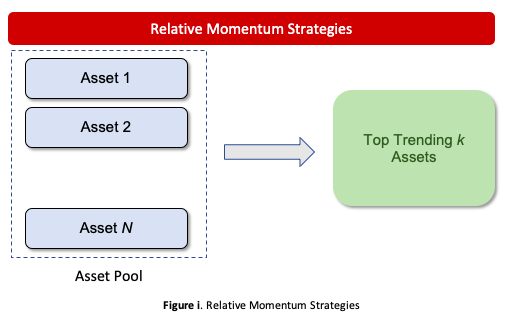 Relative Momentum Strategies
Asset 1
Asset 2
Asset N
Asset Pool
Top Trending k
Assets
Figure i. Relative Momentum Strategies